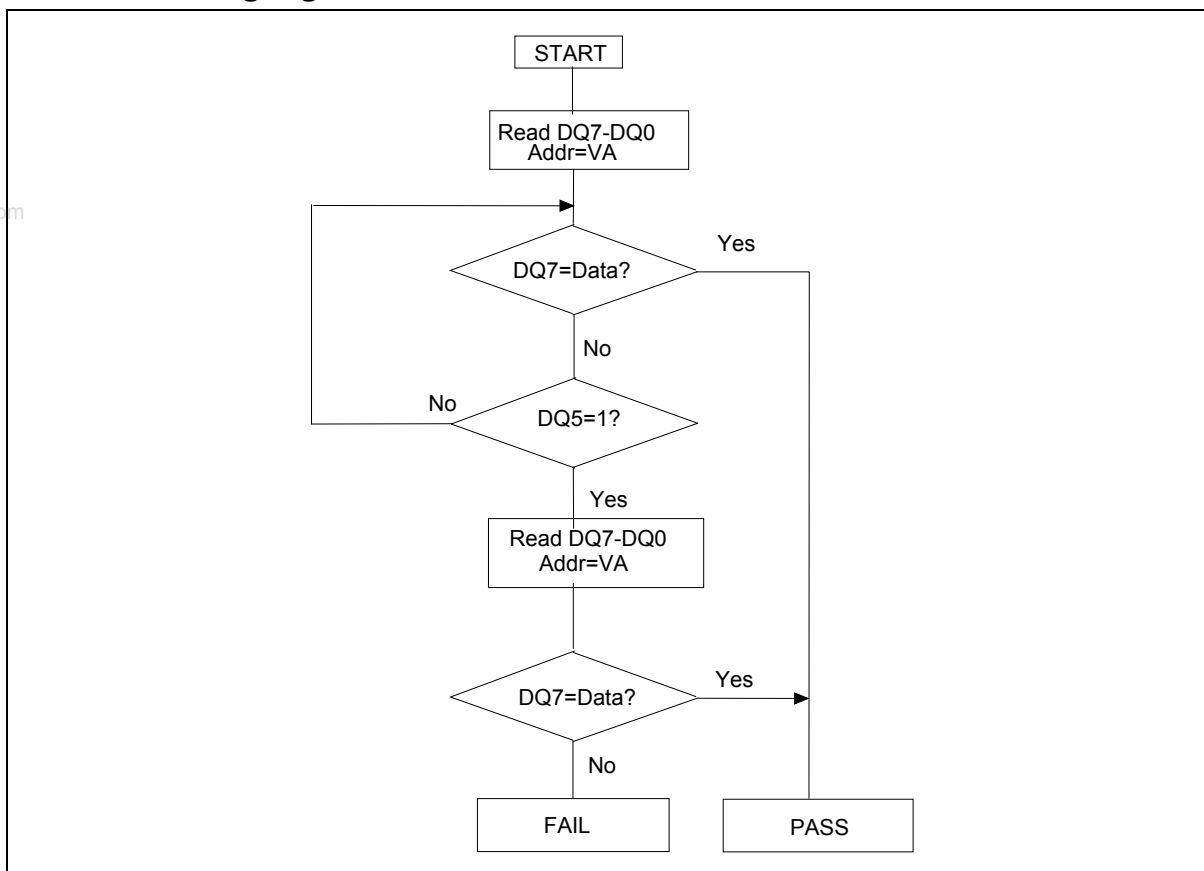 START
Read DQ7-DQ0
Addr=VA
Yes
DQ7=Data?
No
No
DQ5=1?
Yes
Read DQ7-DQ0
Addr=VA
DQ7=Data?
Yes
No
FAIL
PASS